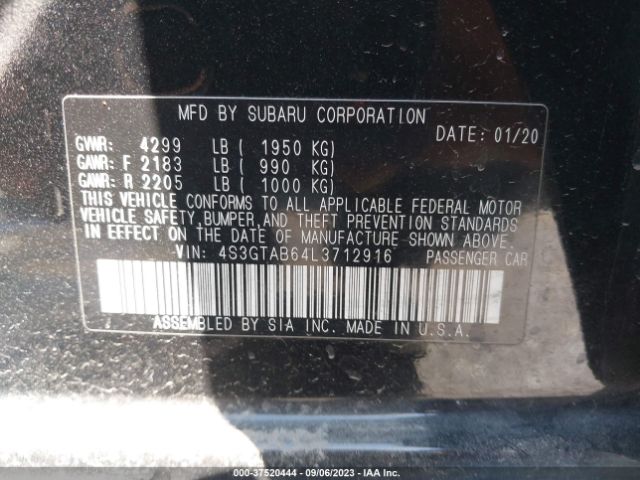 MFD BY SUBARU CORPORATION
DATE: 01/20
GVWR: 4299 LB ( 1950 KG)
GAWR: F 2183 LB ( 990 KG)
GAWR: R 2205 LB ( 1000 KG)
THIS VEHICLE CONFORMS TO ALL APPLICABLE FEDERAL MOTOR
VEHICLE SAFETY, BUMPER, AND THEFT PREVENTION STANDARDS
IN EFFECT ON THE DATE OF MANUFACTURE SHOWN ABOVE.
VIN: 4S3GTAB64L3712916 PASSENGER CAR
ASSEMBLED BY SIA INC. MADE IN U.S.A.
000-37520444 - 09/06/2023 - IAA Inc.